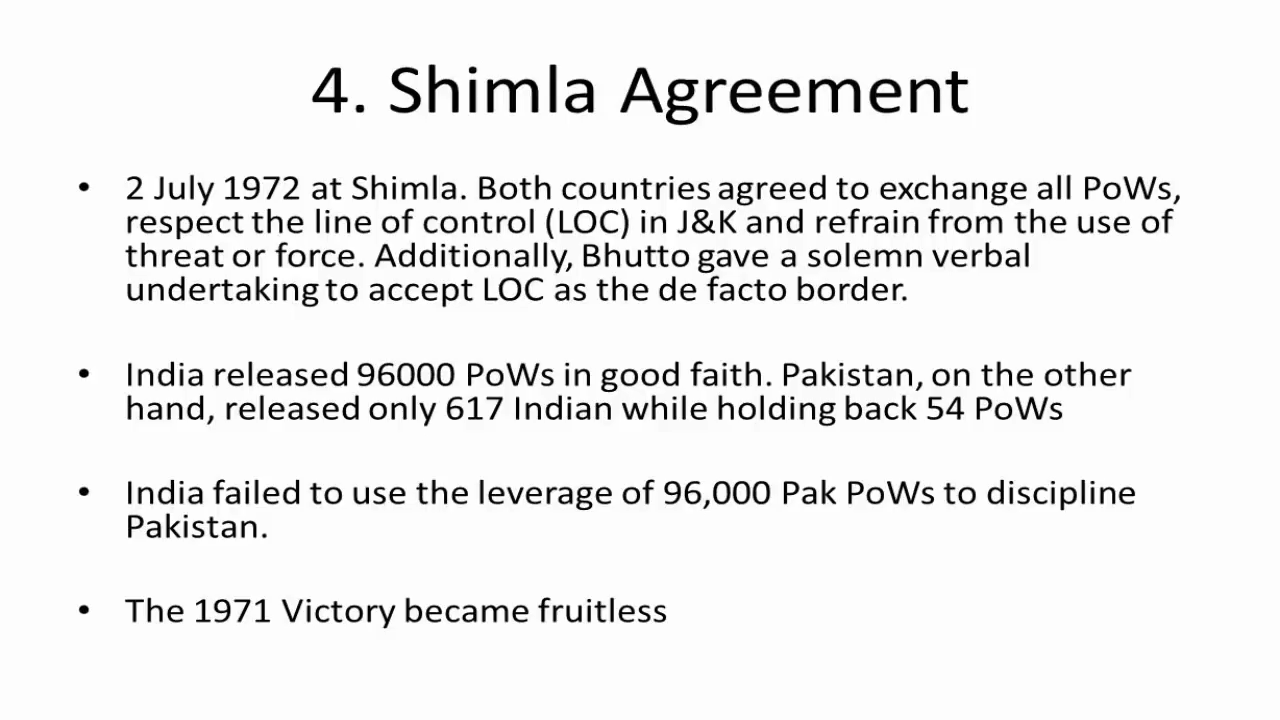 4. Shimla Agreement
• 2 July 1972 at Shimla. Both countries agreed to exchange all PoWs,
respect the line of control (LOC) in J&K and refrain from the use of
threat or force. Additionally, Bhutto gave a solemn verbal
undertaking to accept LOC as the de facto border.
• India released 96000 PoWs in good faith. Pakistan, on the other
hand, released only 617 Indian while holding back 54 PoWs
• India failed to use the leverage of 96,000 Pak PoWs to discipline
Pakistan.
• The 1971 Victory became fruitless